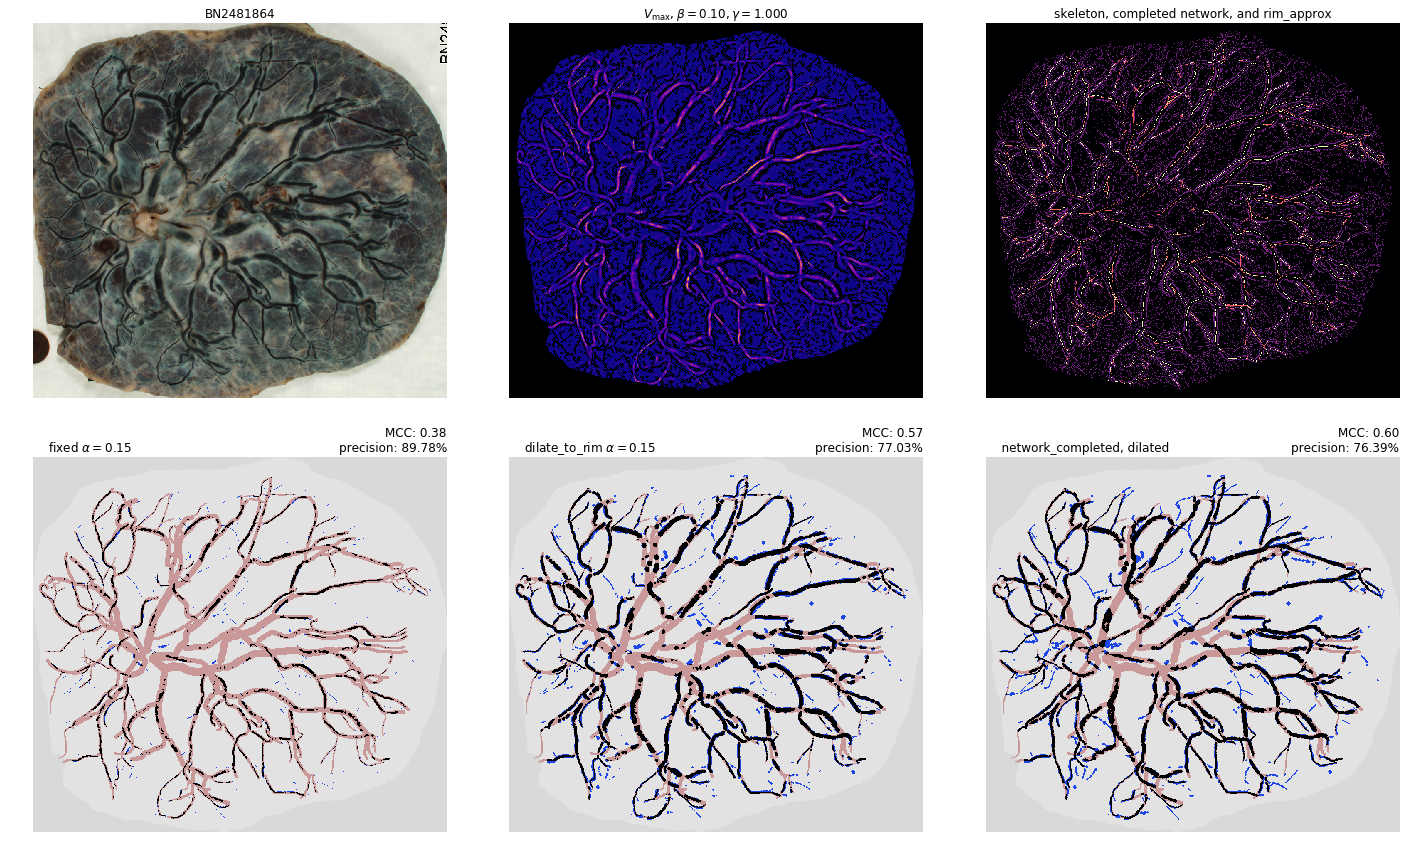 BN2481864
V_max, β = 0.10, γ = 1.000
skeleton, completed network, and rim_approx
MCC: 0.38
fixed α = 0.15 precision: 89.78%
MCC: 0.57
dilate_to_rim α = 0.15 precision: 77.03%
MCC: 0.60
network_completed, dilated precision: 76.39%